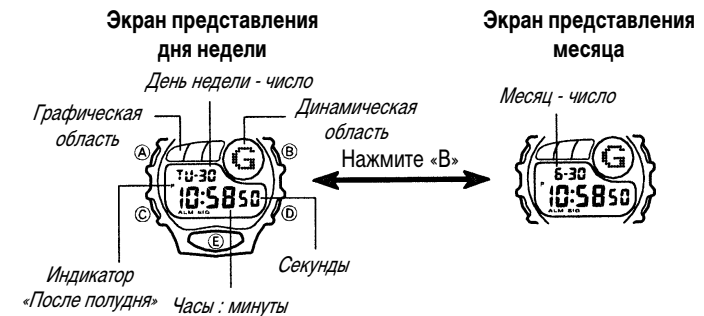 Экран представления
дня недели
Экран представления
месяца
День недели - число
Графическая
область
Динамическая
область
Месяц - число
A
B
Нажмите «B»
G
TU-30
P
10:58 50
ALM SIG
C
D
E
G
6-30
P
10:58 50
ALM SIG
Индикатор
«После полудня»
Часы : минуты
Секунды